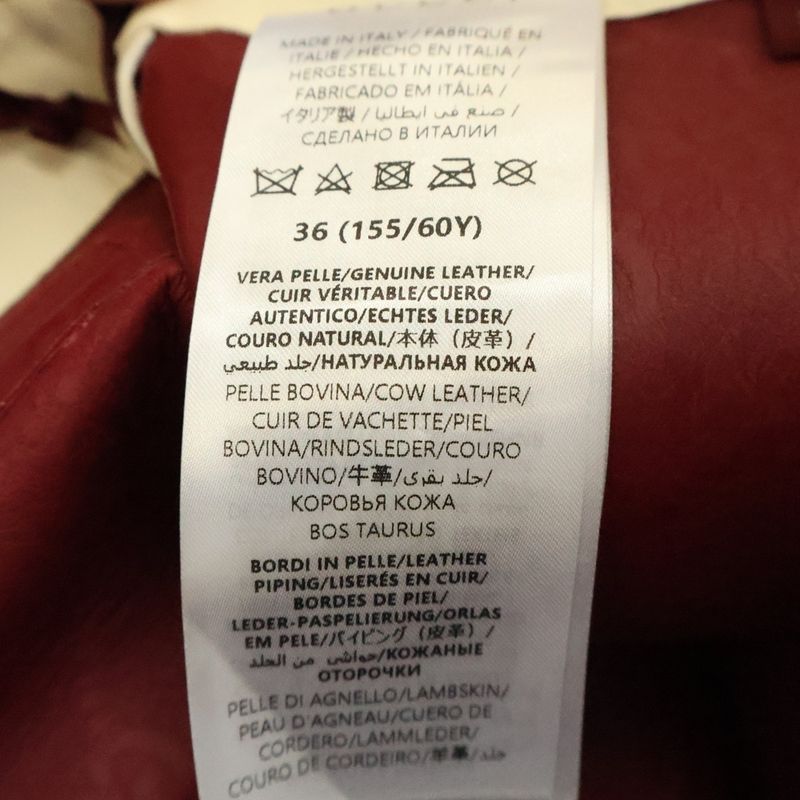 MADE IN ITALY / FABRIQUÉ EN
ITALIE / HECHO EN ITALIA /
HERGESTELLT IN ITALIEN /
FABRICADO EM ITÀLIA /
イタリア製 / صنع في ايطاليا /
СДЕЛАНО В ИТАЛИИ
36 (155/60Y)
VERA PELLE/GENUINE LEATHER/
CUIR VÉRITABLE/CUERO
AUTENTICO/ECHTES LEDER/
COURO NATURAL/本体（皮革）/
جلد طبيعي/НАТУРАЛЬНАЯ КОЖА
PELLE BOVINA/COW LEATHER/
CUIR DE VACHETTE/PIEL
BOVINA/RINDSLEDER/COURO
BOVINO/牛革/جلد بقرى/
КОРОВЬЯ КОЖА
BOS TAURUS
BORDI IN PELLE/LEATHER
PIPING/LISERÉS EN CUIR/
BORDES DE PIEL/
LEDER-PASPELIERUNG/ORLAS
EM PELE/パイピング（皮革）/
حواشي من الجلد/КОЖАНЫЕ
ОТОРОЧКИ
PELLE DI AGNELLO/LAMBSKIN/
PEAU D'AGNEAU/CUERO DE
CORDERO/LAMMLEDER/
COURO DE CORDEIRO/羊革/جلد